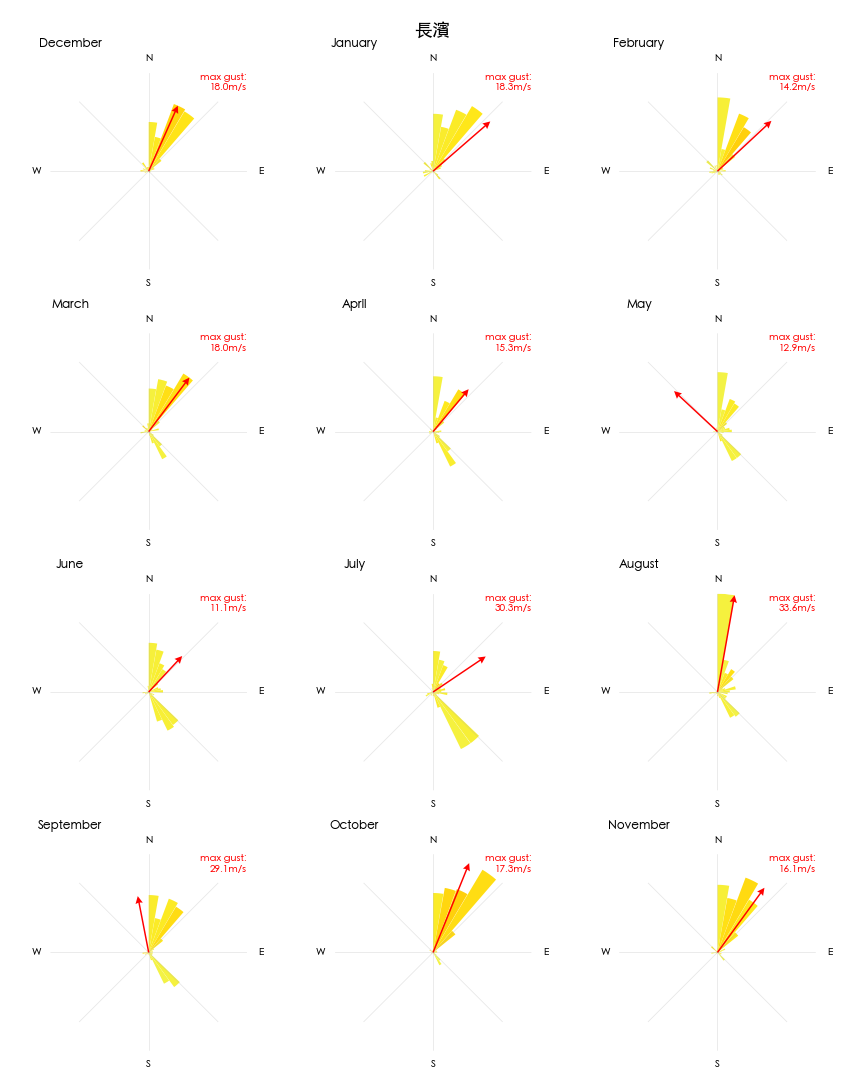 長濱
December
N
max gust:
18.0m/s
W
E
S
January
N
max gust:
18.3m/s
W
E
S
February
N
max gust:
14.2m/s
W
E
S
March
N
max gust:
18.0m/s
W
E
S
April
N
max gust:
15.3m/s
W
E
S
May
N
max gust:
12.9m/s
W
E
S
June
N
max gust:
11.1m/s
W
E
S
July
N
max gust:
30.3m/s
W
E
S
August
N
max gust:
33.6m/s
W
E
S
September
N
max gust:
29.1m/s
W
E
S
October
N
max gust:
17.3m/s
W
E
S
November
N
max gust:
16.1m/s
W
E
S